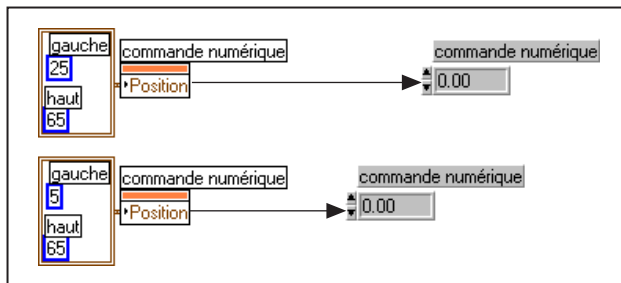 gauche
25
haut
65
commande numérique
Position
commande numérique
0.00
gauche
5
haut
65
commande numérique
Position
commande numérique
0.00